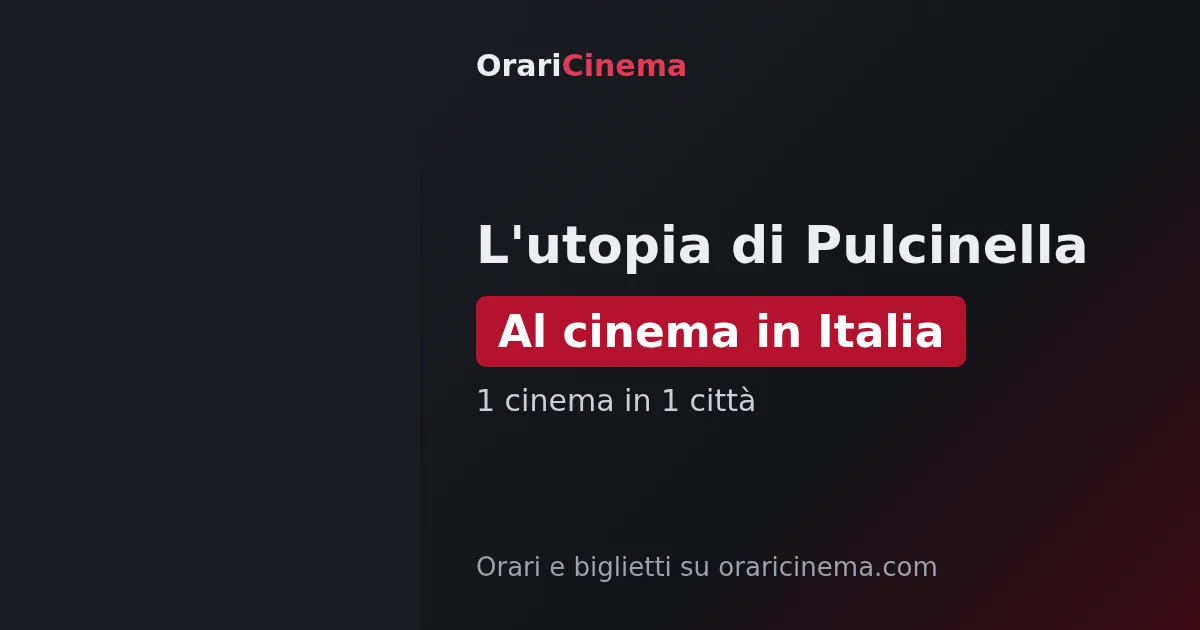 OrariCinema
L'utopia di Pulcinella
Al cinema in Italia
1 cinema in 1 città
Orari e biglietti su oraricinema.com